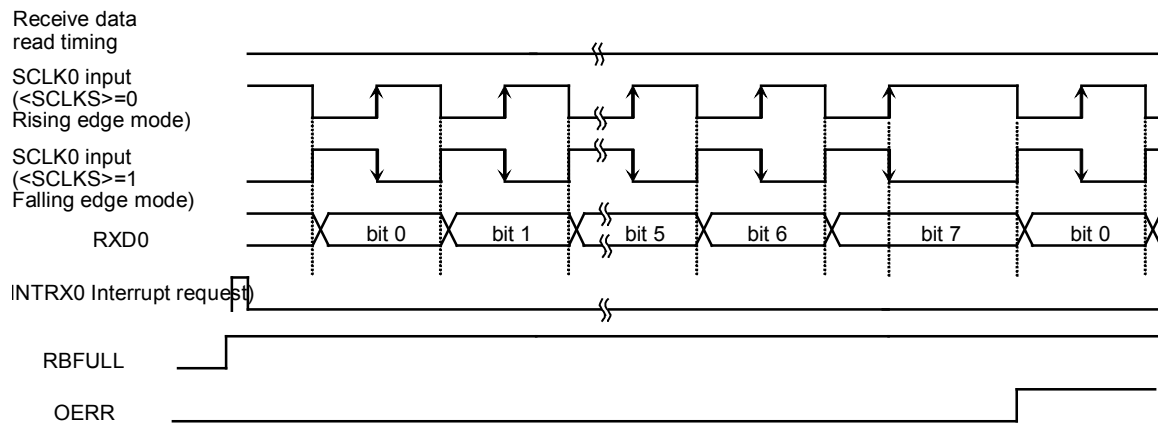 Receive data
read timing
SCLK0 input
(<SCLKS>=0
Rising edge mode)
SCLK0 input
(<SCLKS>=1
Falling edge mode)
RXD0
bit 0 bit 1 bit 5 bit 6 bit 7 bit 0
INTRX0 Interrupt request)
RBFULL
OERR